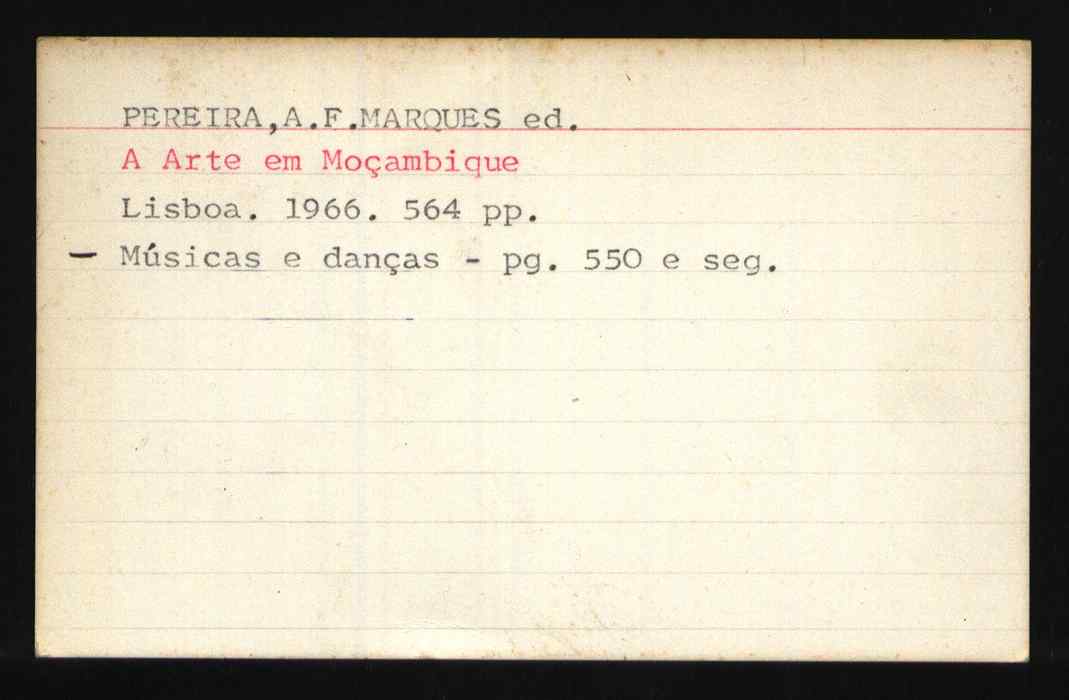 PEREIRA,A.F.MARQUES ed.
A Arte em Moçambique
Lisboa. 1966. 564 pp.
— Músicas e danças - pg. 550 e seg.